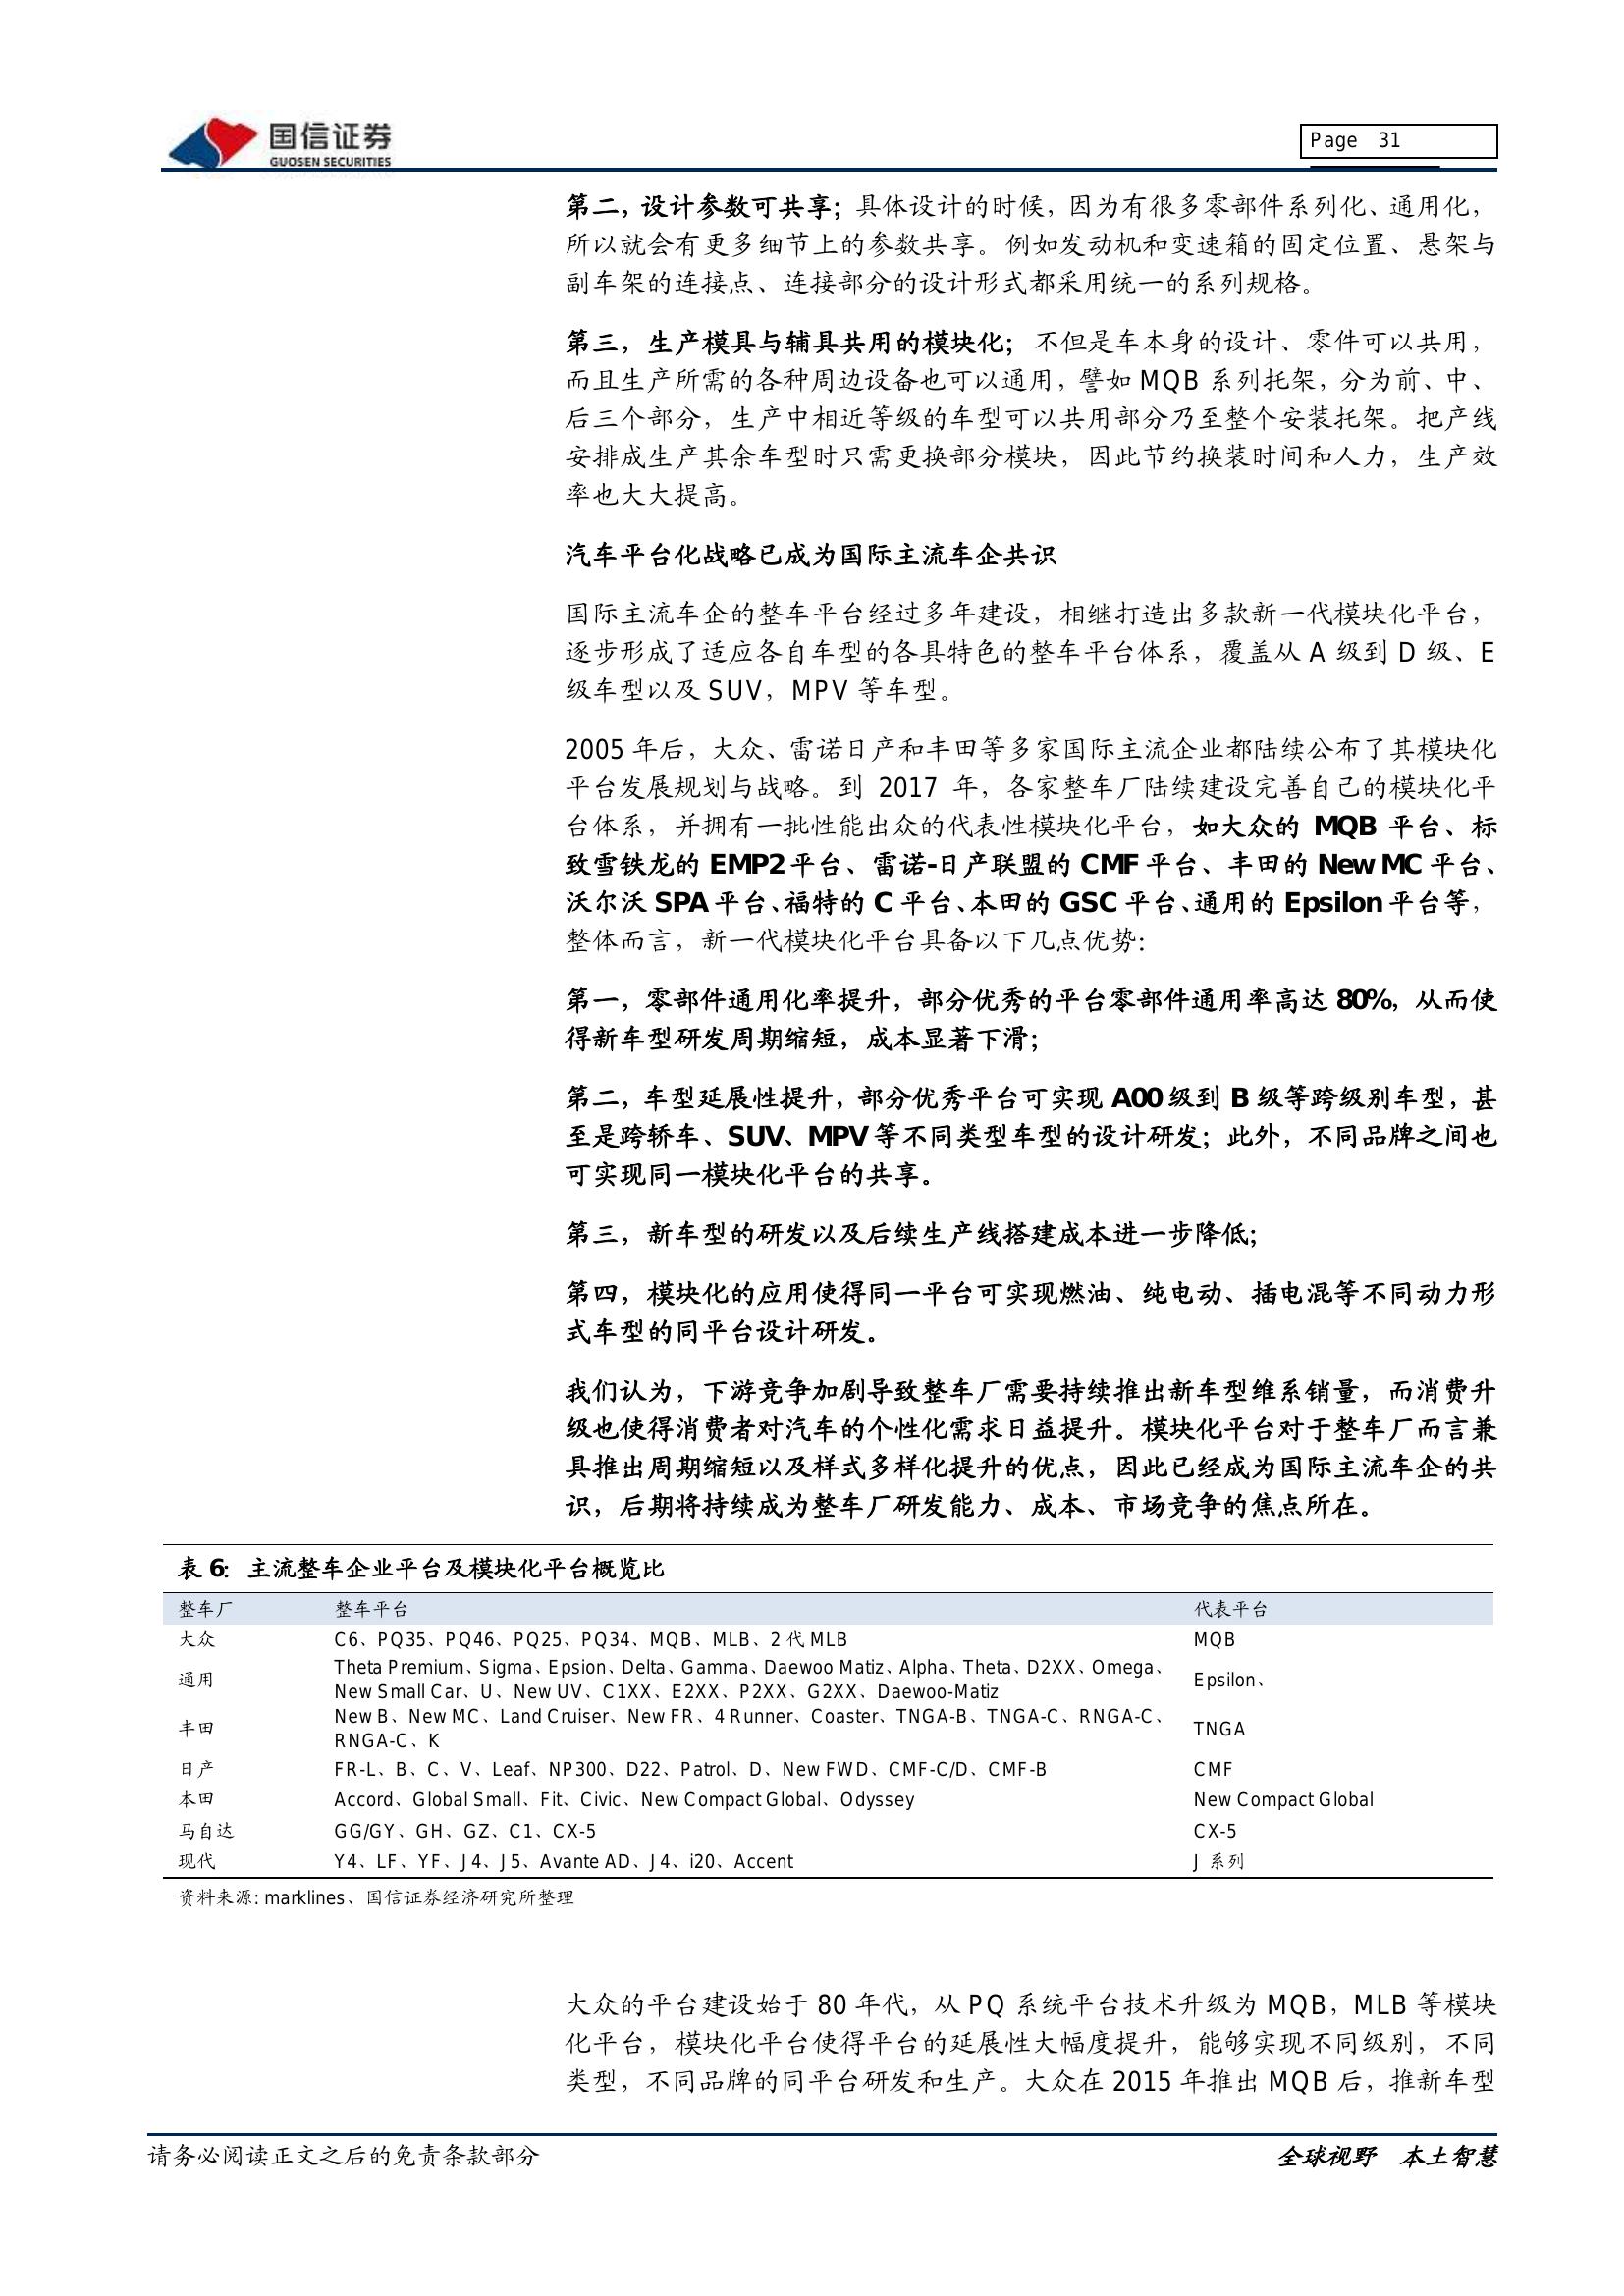 国信证券
GUOSEN SECURITIES
Page 31
第二，设计参数可共享；具体设计的时候，因为有很多零部件系列化、通用化，
所以就会有更多细节上的参数共享。例如发动机和变速箱的固定位置、悬架与
副车架的连接点、连接部分的设计形式都采用统一的系列规格。
第三，生产模具与辅具共用的模块化；不但是车本身的设计、零件可以共用，
而且生产所需的各种周边设备也可以通用，譬如 MQB 系列托架，分为前、中、
后三个部分，生产中相近等级的车型可以共用部分乃至整个安装托架。把产线
安排成生产其余车型时只需更换部分模块，因此节约换装时间和人力，生产效
率也大大提高。
汽车平台化战略已成为国际主流车企共识
国际主流车企的整车平台经过多年建设，相继打造出多款新一代模块化平台，
逐步形成了适应各自车型的各具特色的整车平台体系，覆盖从 A 级到 D 级、E
级车型以及 SUV，MPV 等车型。
2005 年后，大众、雷诺日产和丰田等多家国际主流企业都陆续公布了其模块化
平台发展规划与战略。到 2017 年，各家整车厂陆续建设完善自己的模块化平
台体系，并拥有一批性能出众的代表性模块化平台，如大众的 MQB 平台、标
致雪铁龙的 EMP2 平台、雷诺-日产联盟的 CMF 平台、丰田的 New MC 平台、
沃尔沃 SPA 平台、福特的 C 平台、本田的 GSC 平台、通用的 Epsilon 平台等，
整体而言，新一代模块化平台具备以下几点优势：
第一，零部件通用化率提升，部分优秀的平台零部件通用率高达 80%，从而使
得新车型研发周期缩短，成本显著下滑；
第二，车型延展性提升，部分优秀平台可实现 A00 级到 B 级等跨级别车型，甚
至是跨轿车、SUV、MPV 等不同类型车型的设计研发；此外，不同品牌之间也
可实现同一模块化平台的共享。
第三，新车型的研发以及后续生产线搭建成本进一步降低；
第四，模块化的应用使得同一平台可实现燃油、纯电动、插电混等不同动力形
式车型的同平台设计研发。
我们认为，下游竞争加剧导致整车厂需要持续推出新车型维系销量，而消费升
级也使得消费者对汽车的个性化需求日益提升。模块化平台对于整车厂而言兼
具推出周期缩短以及样式多样化提升的优点，因此已经成为国际主流车企的共
识，后期将持续成为整车厂研发能力、成本、市场竞争的焦点所在。
表 6：主流整车企业平台及模块化平台概览比
整车厂 整车平台 代表平台
大众 C6、PQ35、PQ46、PQ25、PQ34、MQB、MLB、2 代 MLB MQB
通用 Theta Premium、Sigma、Epsion、Delta、Gamma、Daewoo Matiz、Alpha、Theta、D2XX、Omega、 Epsilon、
New Small Car、U、New UV、C1XX、E2XX、P2XX、G2XX、Daewoo-Matiz
丰田 New B、New MC、Land Cruiser、New FR、4 Runner、Coaster、TNGA-B、TNGA-C、RNGA-C、 TNGA
RNGA-C、K
日产 FR-L、B、C、V、Leaf、NP300、D22、Patrol、D、New FWD、CMF-C/D、CMF-B CMF
本田 Accord、Global Small、Fit、Civic、New Compact Global、Odyssey New Compact Global
马自达 GG/GY、GH、GZ、C1、CX-5 CX-5
现代 Y4、LF、YF、J4、J5、Avante AD、J4、i20、Accent J 系列
资料来源: marklines、国信证券经济研究所整理
大众的平台建设始于 80 年代，从 PQ 系统平台技术升级为 MQB，MLB 等模块
化平台，模块化平台使得平台的延展性大幅度提升，能够实现不同级别，不同
类型，不同品牌的同平台研发和生产。大众在 2015 年推出 MQB 后，推新车型
请务必阅读正文之后的免责条款部分
全球视野 本土智慧